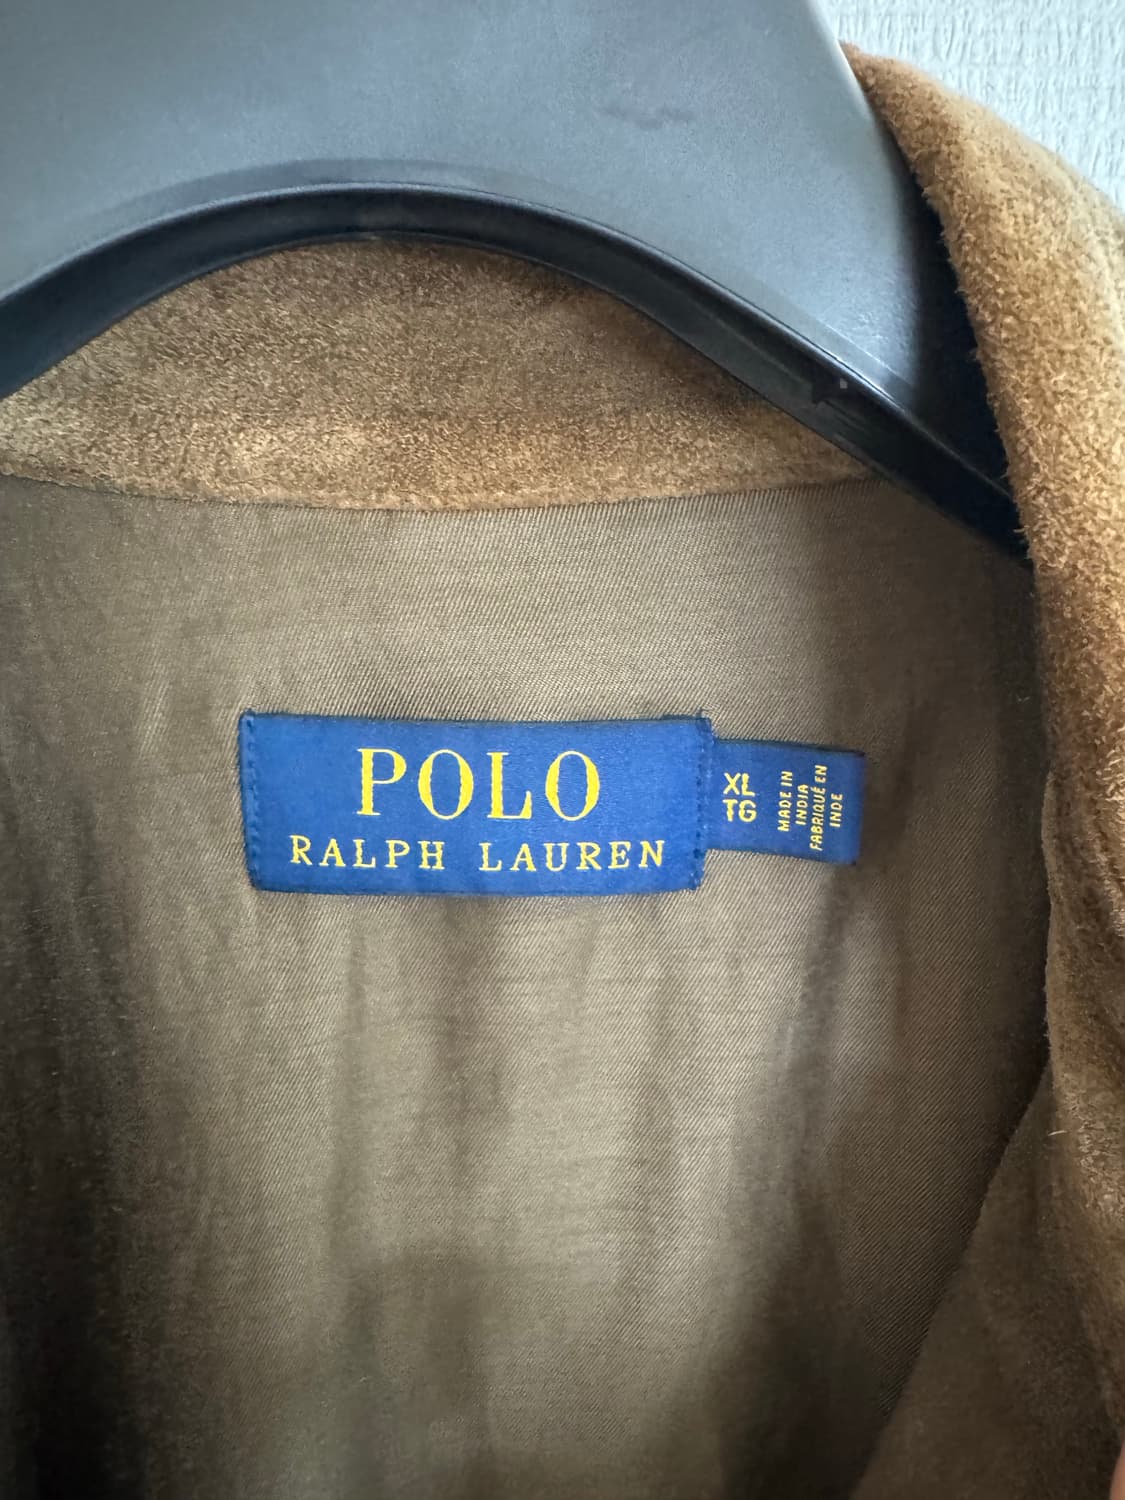 POLO
RALPH LAUREN
XL
TG
MADE IN
INDIA
FABRIQUÉ EN
INDE